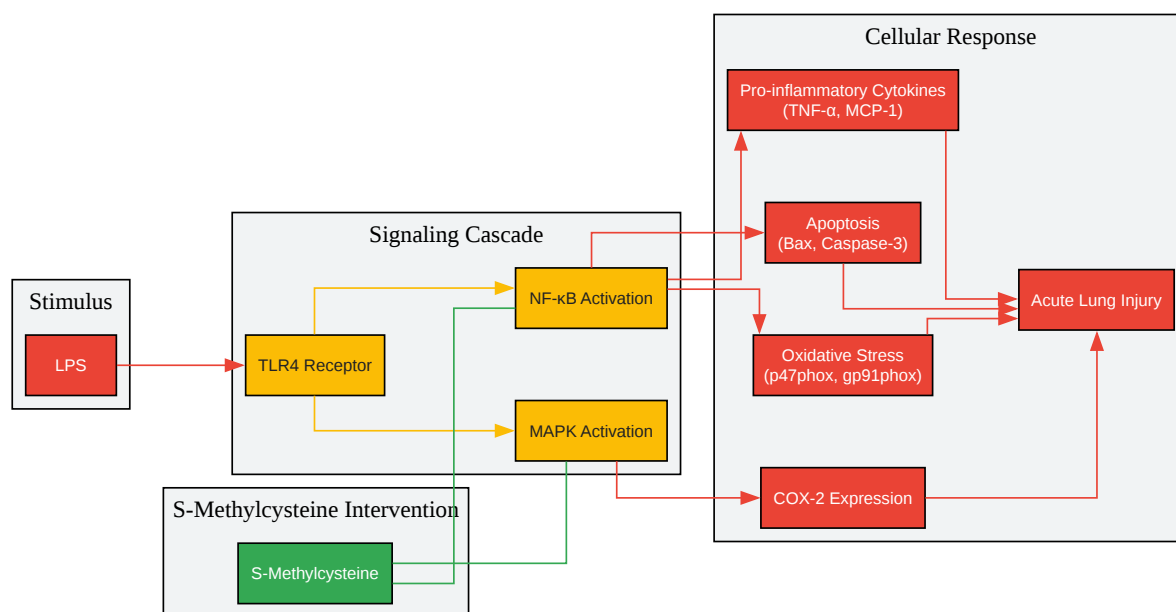 Stimulus
LPS
Signaling Cascade
TLR4 Receptor
NF-κB Activation
MAPK Activation
S-Methylcysteine Intervention
S-Methylcysteine
Cellular Response
Pro-inflammatory Cytokines
(TNF-α, MCP-1)
Apoptosis
(Bax, Caspase-3)
Oxidative Stress
(p47phox, gp91phox)
COX-2 Expression
Acute Lung Injury